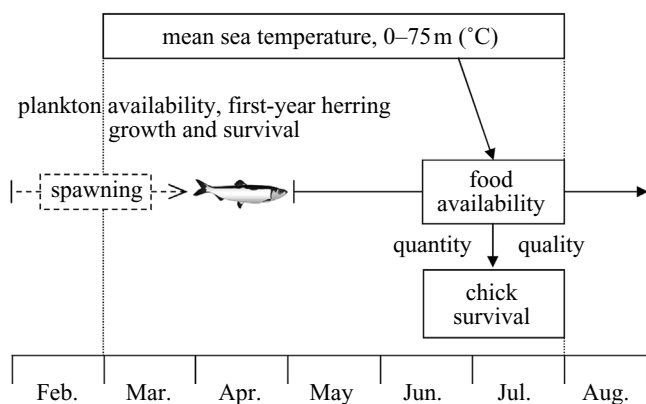 mean sea temperature, 0–75 m (˚C)
plankton availability, first-year herring
growth and survival
spawning
food
availability
quantity quality
chick
survival
Feb. Mar. Apr. May Jun. Jul. Aug.